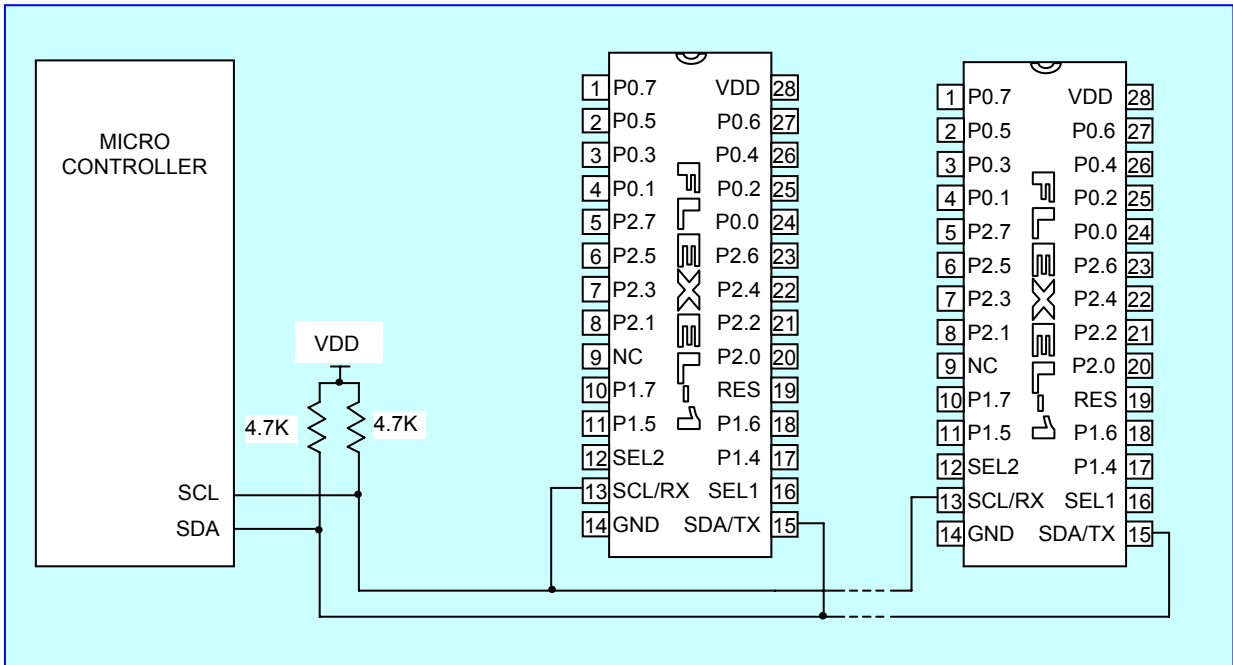 MICRO
CONTROLLER
SCL
SDA
VDD
4.7K
4.7K
1 P0.7 VDD 28
2 P0.5 P0.6 27
3 P0.3 P0.4 26
4 P0.1 P0.2 25
5 P2.7 P0.0 24
6 P2.5 P2.6 23
7 P2.3 P2.4 22
8 P2.1 P2.2 21
9 NC P2.0 20
10 P1.7 RES 19
11 P1.5 P1.6 18
12 SEL2 P1.4 17
13 SCL/RX SEL1 16
14 GND SDA/TX 15
FLEXEL-1
1 P0.7 VDD 28
2 P0.5 P0.6 27
3 P0.3 P0.4 26
4 P0.1 P0.2 25
5 P2.7 P0.0 24
6 P2.5 P2.6 23
7 P2.3 P2.4 22
8 P2.1 P2.2 21
9 NC P2.0 20
10 P1.7 RES 19
11 P1.5 P1.6 18
12 SEL2 P1.4 17
13 SCL/RX SEL1 16
14 GND SDA/TX 15
FLEXEL-1